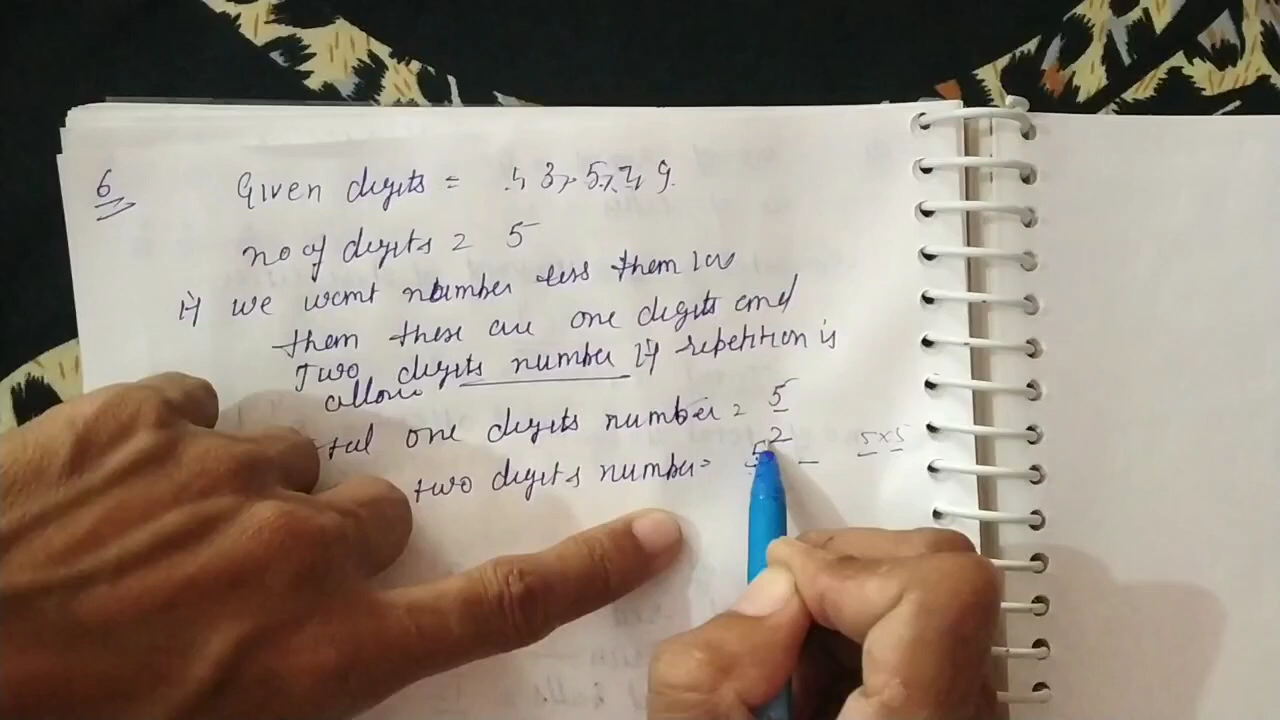 6
Given digits = 1, 3, 5, 7, 9.
no of digits = 5
if we want number less than
then these are one digits and
Two digits number if repetition is
allow
one digits number = 5
two digits number = 5² _ 5×5